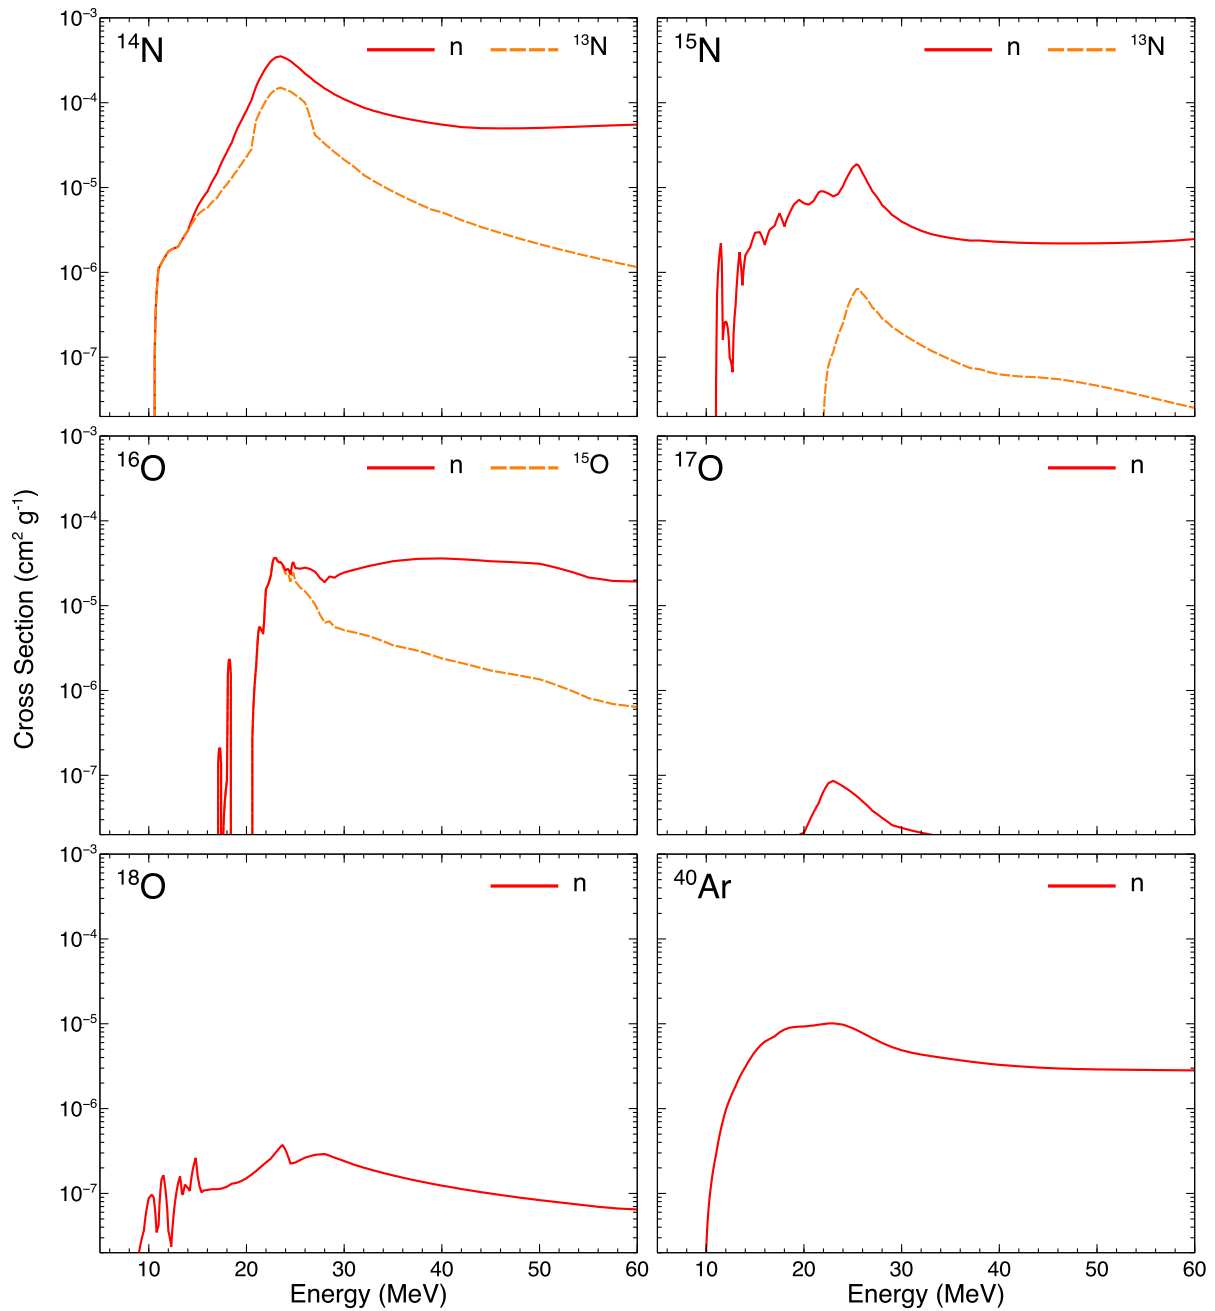 10⁻³
¹⁴N n ¹³N
10⁻⁴
10⁻⁵
10⁻⁶
10⁻⁷
¹⁵N n ¹³N
10⁻³
¹⁶O n ¹⁵O
10⁻⁴
10⁻⁵
10⁻⁶
10⁻⁷
¹⁷O n
Cross Section (cm² g⁻¹)
10⁻³
¹⁸O n
10⁻⁴
10⁻⁵
10⁻⁶
10⁻⁷
10 20 30 40 50 60
Energy (MeV)
⁴⁰Ar n
10 20 30 40 50 60
Energy (MeV)